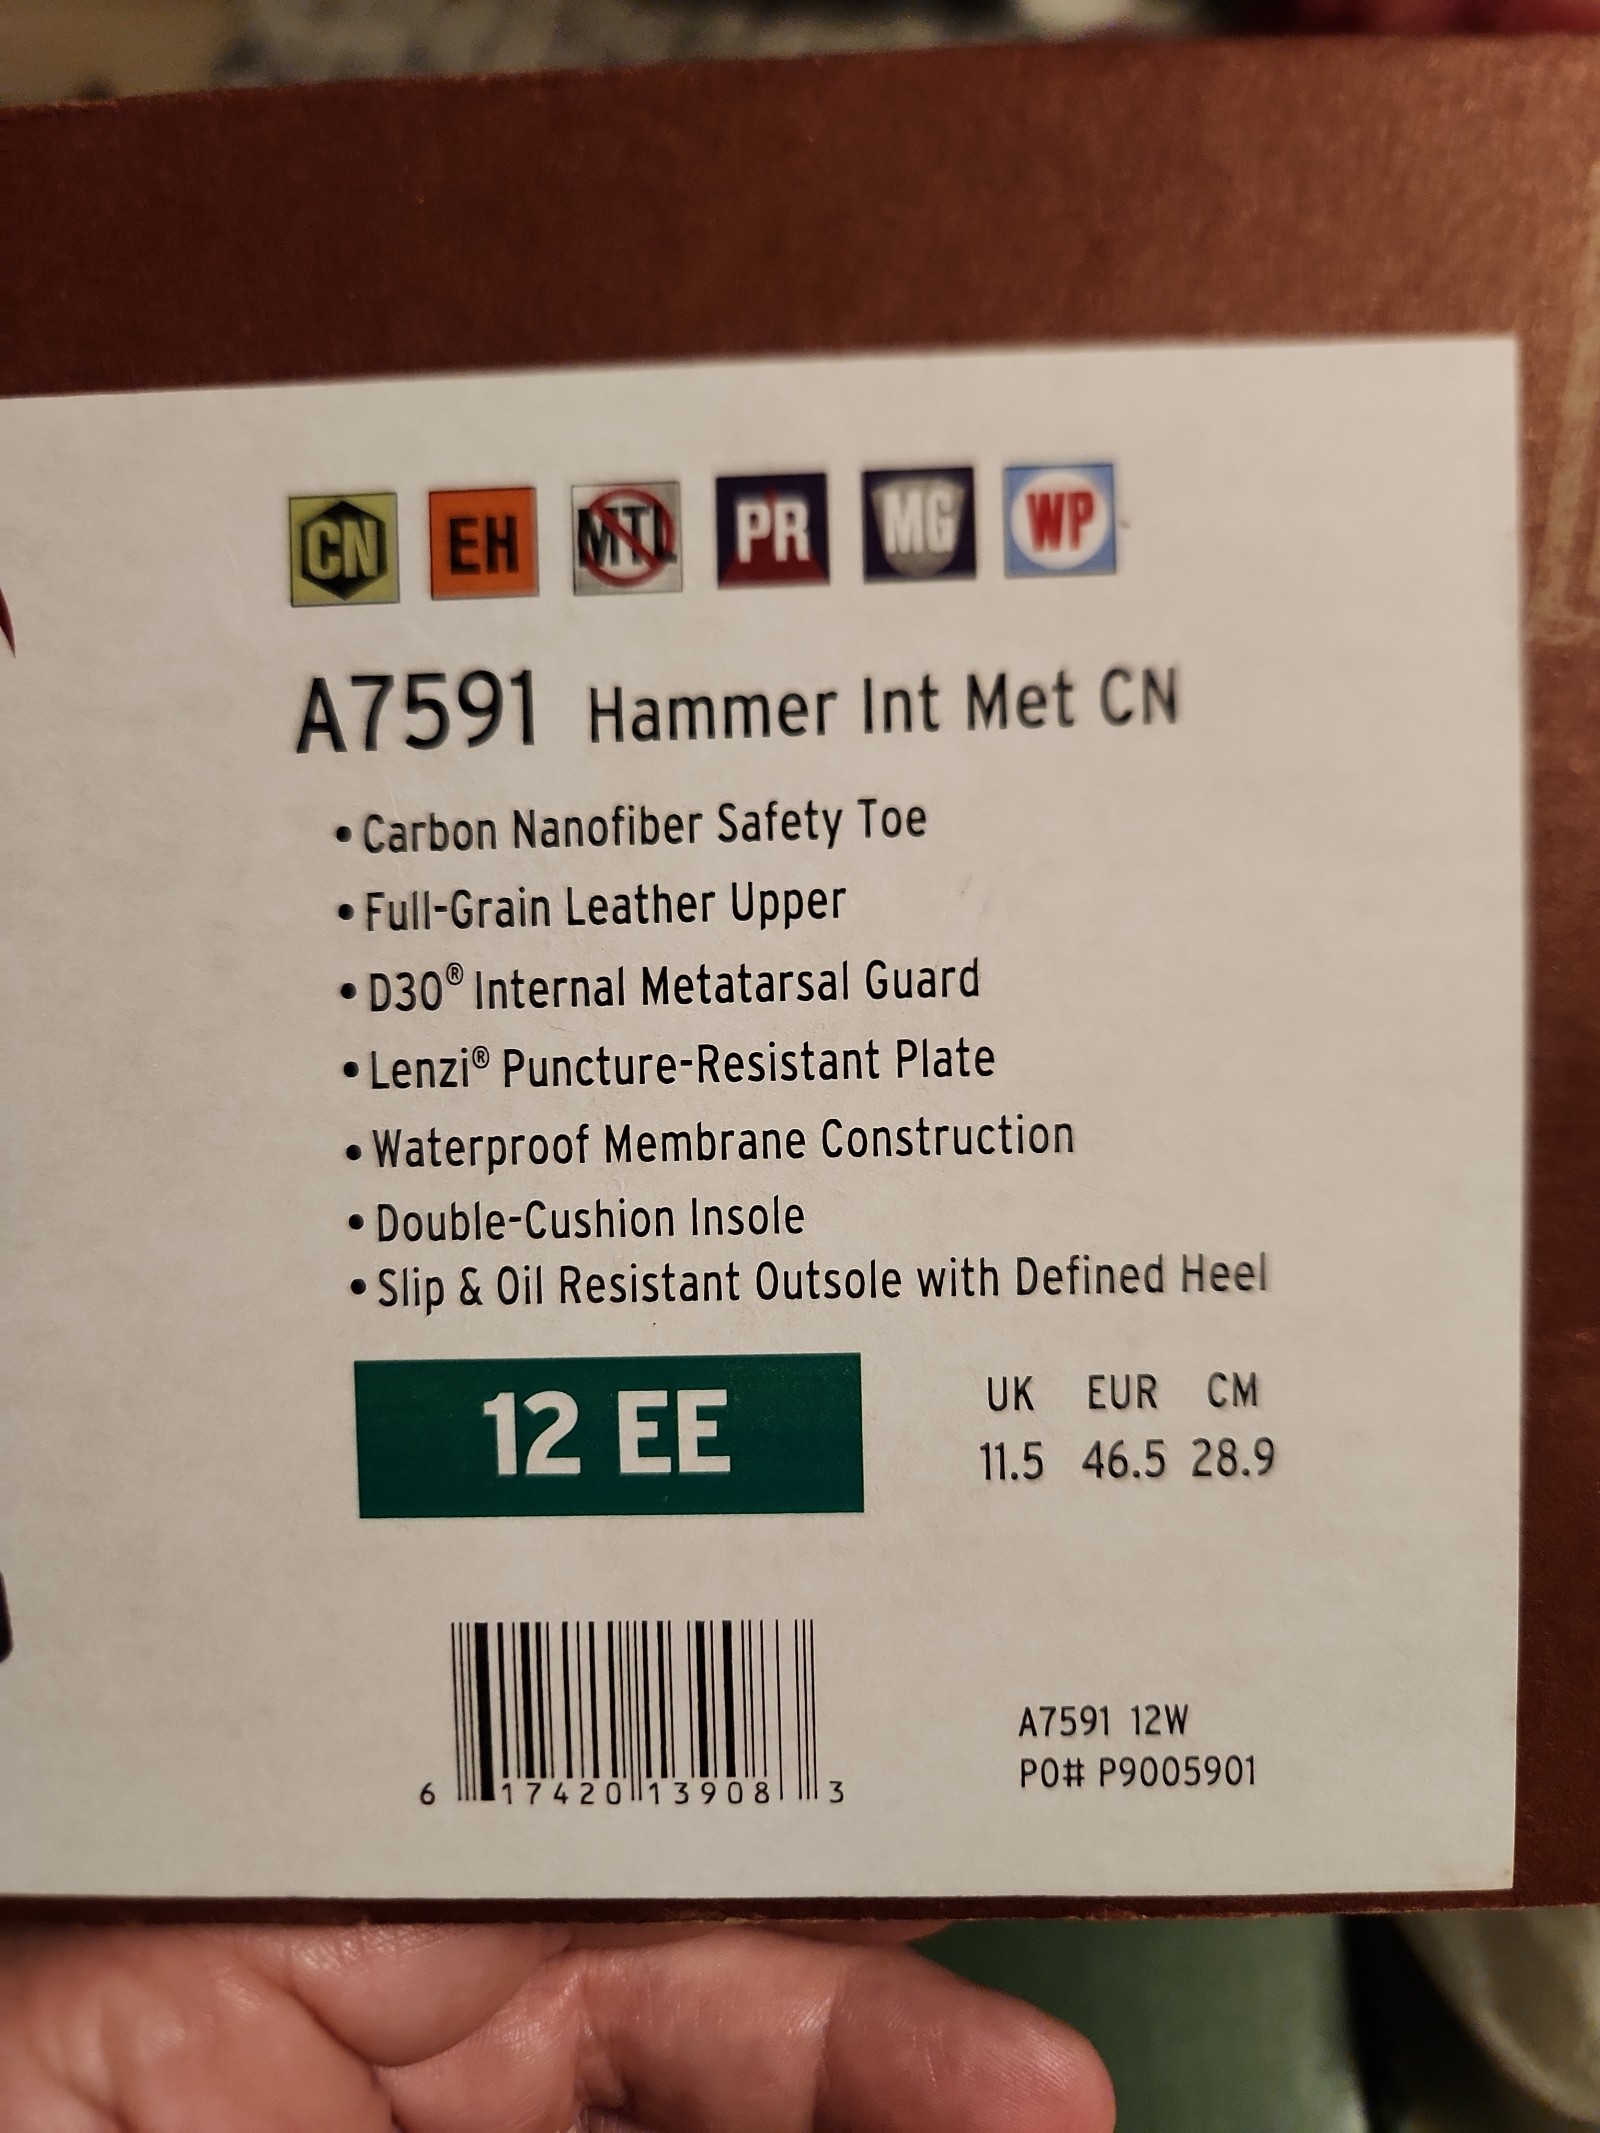 CN EH MTL PR MG WP
A7591 Hammer Int Met CN
• Carbon Nanofiber Safety Toe
• Full-Grain Leather Upper
• D30® Internal Metatarsal Guard
• Lenzi® Puncture-Resistant Plate
• Waterproof Membrane Construction
• Double-Cushion Insole
• Slip & Oil Resistant Outsole with Defined Heel
12 EE
UK EUR CM
11.5 46.5 28.9
6 17420 13908 3
A7591 12W
PO# P9005901